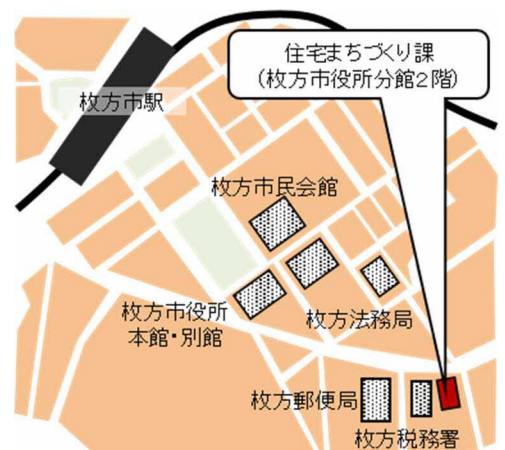 住宅まちづくり課
(枚方市役所分館2階)
枚方市駅
枚方市民会館
枚方市役所
本館・別館
枚方法務局
枚方郵便局
枚方税務署